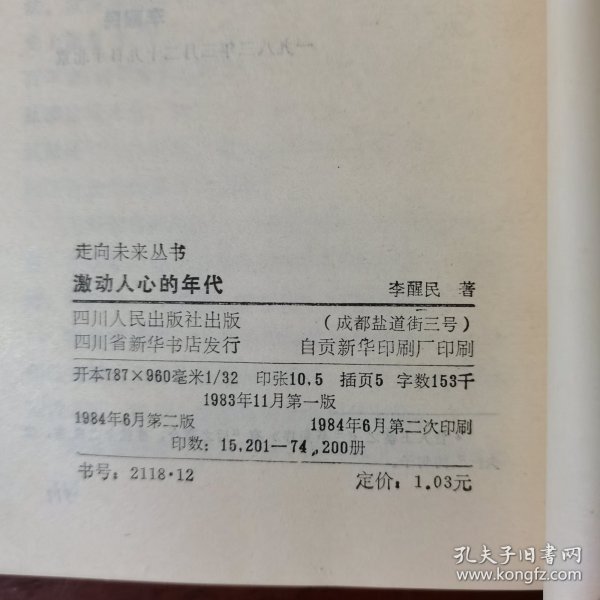 走向未来丛书
激动人心的年代 李醒民 著
四川人民出版社出版 （成都盐道街三号）
四川省新华书店发行 自贡新华印刷厂印刷
开本787×960毫米1/32 印张10.5 插页5 字数153千
1983年11月第一版
1984年6月第二版 1984年6月第二次印刷
印数：15,201—74,200册
书号：2118·12 定价：1.03元
孔夫子旧书网
www.kongfz.com